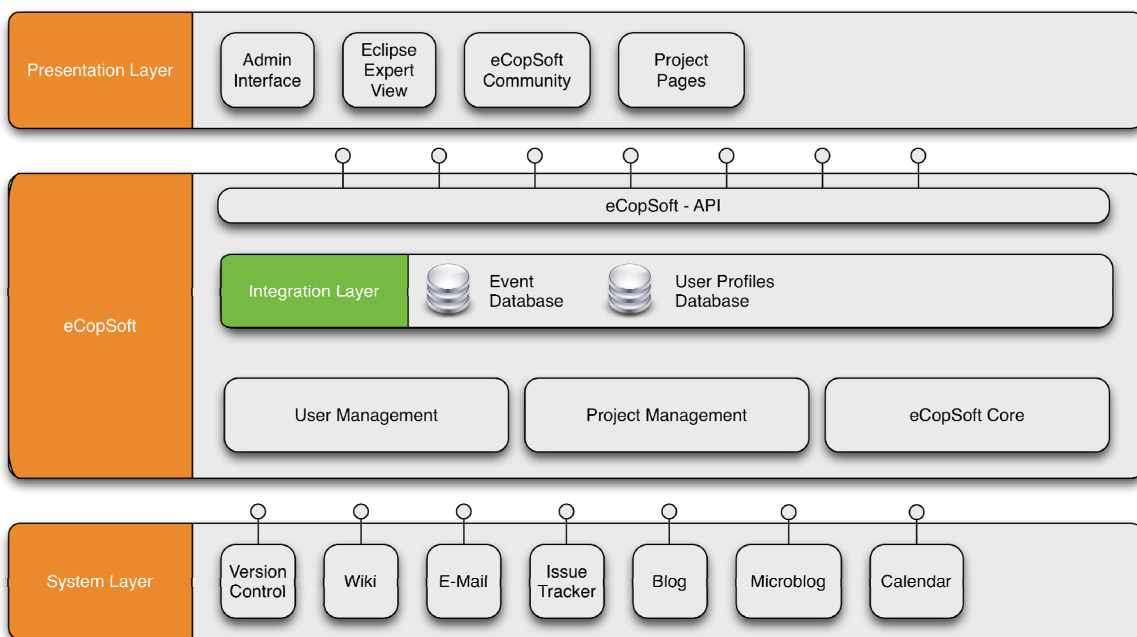 Presentation Layer
Admin
Interface
Eclipse
Expert
View
eCopSoft
Community
Project
Pages
eCopSoft
eCopSoft - API
Integration Layer
Event
Database
User Profiles
Database
User Management
Project Management
eCopSoft Core
System Layer
Version
Control
Wiki
E-Mail
Issue
Tracker
Blog
Microblog
Calendar